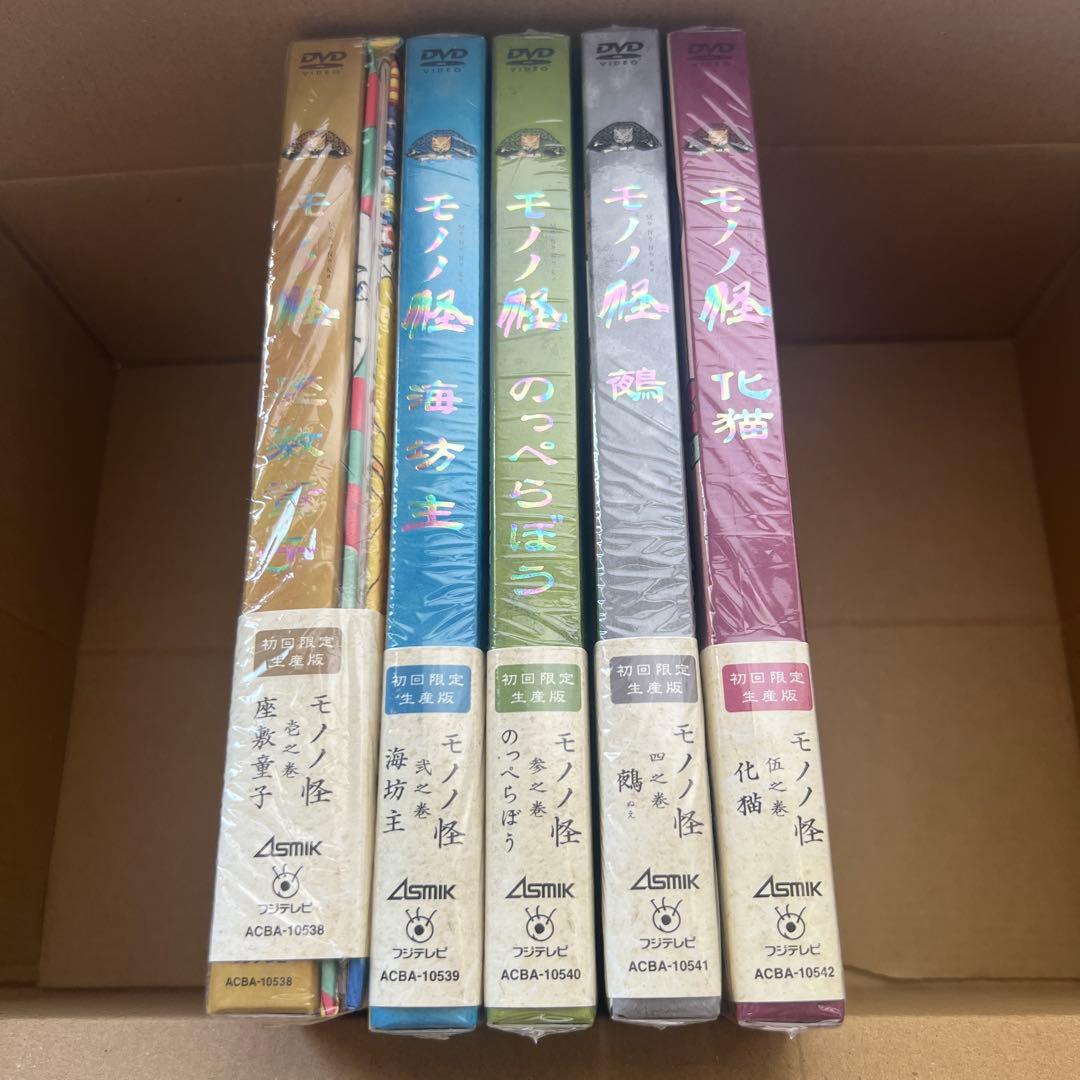 DVD
VIDEO
モノノ怪
座敷童子
初回限定
生産版
モノノ怪
壱之巻
座敷童子
ASMIK
フジテレビ
ACBA-10538
ACBA-10538
DVD
VIDEO
モノノ怪
海坊主
初回限定
生産版
モノノ怪
弐之巻
海坊主
ASMIK
フジテレビ
ACBA-10539
DVD
VIDEO
モノノ怪
のっぺらぼう
初回限定
生産版
モノノ怪
参之巻
のっぺらぼう
ASMIK
フジテレビ
ACBA-10540
DVD
VIDEO
モノノ怪
鵺
初回限定
生産版
モノノ怪
四之巻
鵺
ぬえ
ASMIK
フジテレビ
ACBA-10541
DVD
VIDEO
モノノ怪
化猫
初回限定
生産版
モノノ怪
伍之巻
化猫
ASMIK
フジテレビ
ACBA-10542